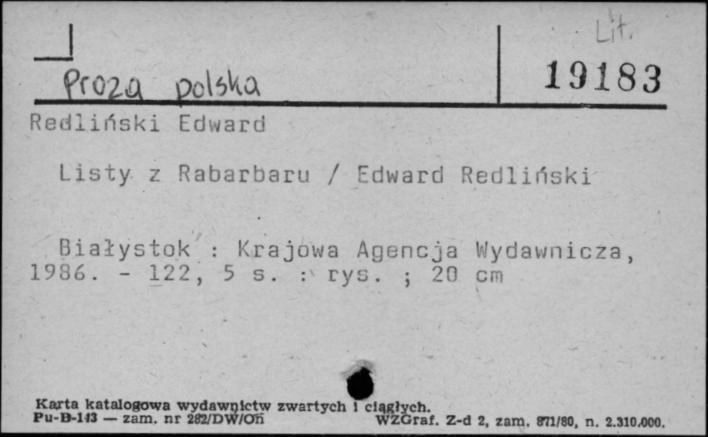 Lit.
Proza polska
19183
Redliński Edward
Listy z Rabarbaru / Edward Redliński
Białystok : Krajowa Agencja Wydawnicza,
1986. - 122, 5 s. : rys. ; 20 cm
Karta katalogowa wydawnictw zwartych i ciągłych.
Pu-B-143 — zam. nr 282/DW/Oń
WZGraf. Z-d 2, zam. 871/80, n. 2.310.000.